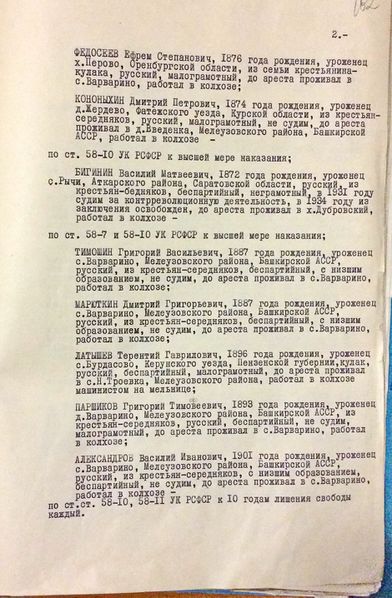 2.-
ФЕДОСЕЕВ Ефрем Степанович, 1876 года рождения, уроженец
х.Перово, Оренбургской области, из семьи крестьянина-
кулака, русский, малограмотный, до ареста проживал в
с.Варварино, работал в колхозе;
КОНОНЫХИН Дмитрий Петрович, 1874 года рождения, уроженец
д.Жердево, Фатежского уезда, Курской области, из крестьян-
середняков, русский, малограмотный, не судим, до ареста
проживал в д.Введенка, Мелеузовского района, Башкирской
АССР, работал в колхозе -
по ст. 58-10 УК РСФСР к высшей мере наказания;
БИГИНИН Василий Матвеевич, 1872 года рождения, уроженец
с.Рычи, Аткарского района, Саратовской области, русский, из
крестьян-бедняков, беспартийный, неграмотный, в 1931 году
судим за контрреволюционную деятельность, в 1934 году из
заключения освобожден, до ареста проживал в х.Дубровский,
работал в колхозе -
по ст. 58-7 и 58-10 УК РСФСР к высшей мере наказания;
ТИМОШИН Григорий Васильевич, 1887 года рождения, уроженец
с.Варварино, Мелеузовского района, Башкирской АССР,
русский, из крестьян-середняков, беспартийный, с низшим
образованием, не судим, до ареста проживал в с.Варварино,
работал в колхозе;
МАРЮТКИН Дмитрий Григорьевич, 1887 года рождения, уроженец
с.Варварино, Мелеузовского района, Башкирской АССР,
русский, из крестьян-середняков, беспартийный, с низшим
образованием, не судим, до ареста проживал в с.Варварино,
работал в колхозе;
ЛАТЫШЕВ Терентий Гаврилович, 1896 года рождения, уроженец
с.Бурдасово, Керунского уезда, Пензенской губернии,кулак,
русский, беспартийный, малограмотный, до ареста проживал
в с.Н.Троевка, Мелеузовского района, работал в колхозе
машинистом на мельнице;
ПАРШИКОВ Григорий Тимофеевич, 1893 года рождения, уроженец
д.Варварино, Мелеузовского района, Башкирской АССР, из
крестьян-середняков, русский, беспартийный, не судим,
малограмотный, до ареста проживал в с.Варварино, работал
в колхозе;
АЛЕКСАНДРОВ Василий Иванович, 1901 года рождения, уроженец
с.Варварино, Мелеузовского района, Башкирской АССР,
русский, из крестьян-середняков, с низшим образованием,
беспартийный, не судим, до ареста проживал в с.Варварино,
работал в колхозе -
по ст.ст. 58-10, 58-11 УК РСФСР к 10 годам лишения свободы
каждый.